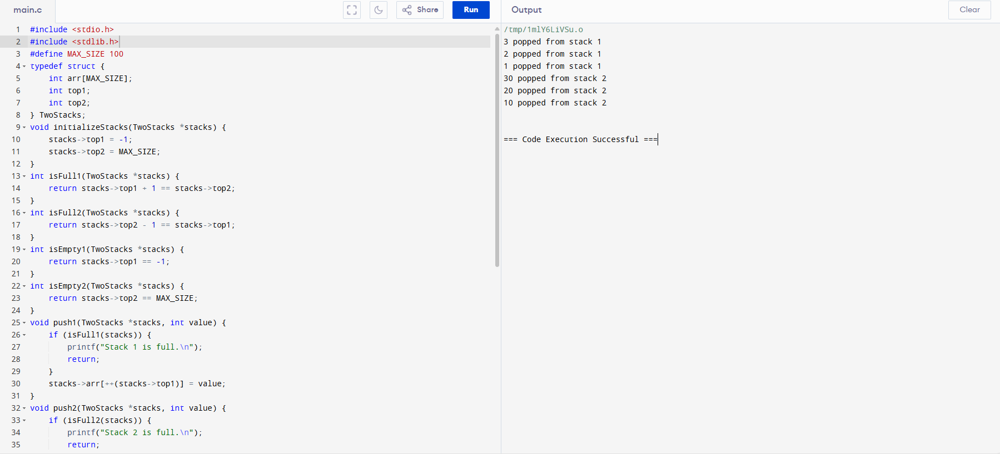 main.c
Share
Run
Output
Clear
1 #include <stdio.h>
2 #include <stdlib.h>
3 #define MAX_SIZE 100
4 typedef struct {
5     int arr[MAX_SIZE];
6     int top1;
7     int top2;
8 } TwoStacks;
9 void initializeStacks(TwoStacks *stacks) {
10     stacks->top1 = -1;
11     stacks->top2 = MAX_SIZE;
12 }
13 int isFull1(TwoStacks *stacks) {
14     return stacks->top1 + 1 == stacks->top2;
15 }
16 int isFull2(TwoStacks *stacks) {
17     return stacks->top2 - 1 == stacks->top1;
18 }
19 int isEmpty1(TwoStacks *stacks) {
20     return stacks->top1 == -1;
21 }
22 int isEmpty2(TwoStacks *stacks) {
23     return stacks->top2 == MAX_SIZE;
24 }
25 void push1(TwoStacks *stacks, int value) {
26     if (isFull1(stacks)) {
27         printf("Stack 1 is full.\n");
28         return;
29     }
30     stacks->arr[++(stacks->top1)] = value;
31 }
32 void push2(TwoStacks *stacks, int value) {
33     if (isFull2(stacks)) {
34         printf("Stack 2 is full.\n");
35         return;
/tmp/1mlY6LiVSu.o
3 popped from stack 1
2 popped from stack 1
1 popped from stack 1
30 popped from stack 2
20 popped from stack 2
10 popped from stack 2
=== Code Execution Successful ===